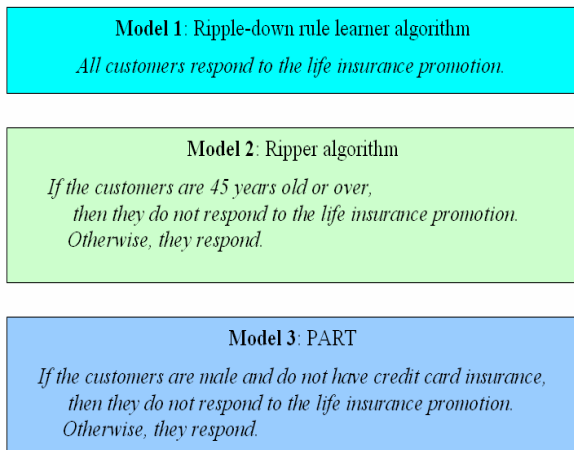 Model 1: Ripple-down rule learner algorithm
All customers respond to the life insurance promotion.
Model 2: Ripper algorithm
If the customers are 45 years old or over,
then they do not respond to the life insurance promotion.
Otherwise, they respond.
Model 3: PART
If the customers are male and do not have credit card insurance,
then they do not respond to the life insurance promotion.
Otherwise, they respond.